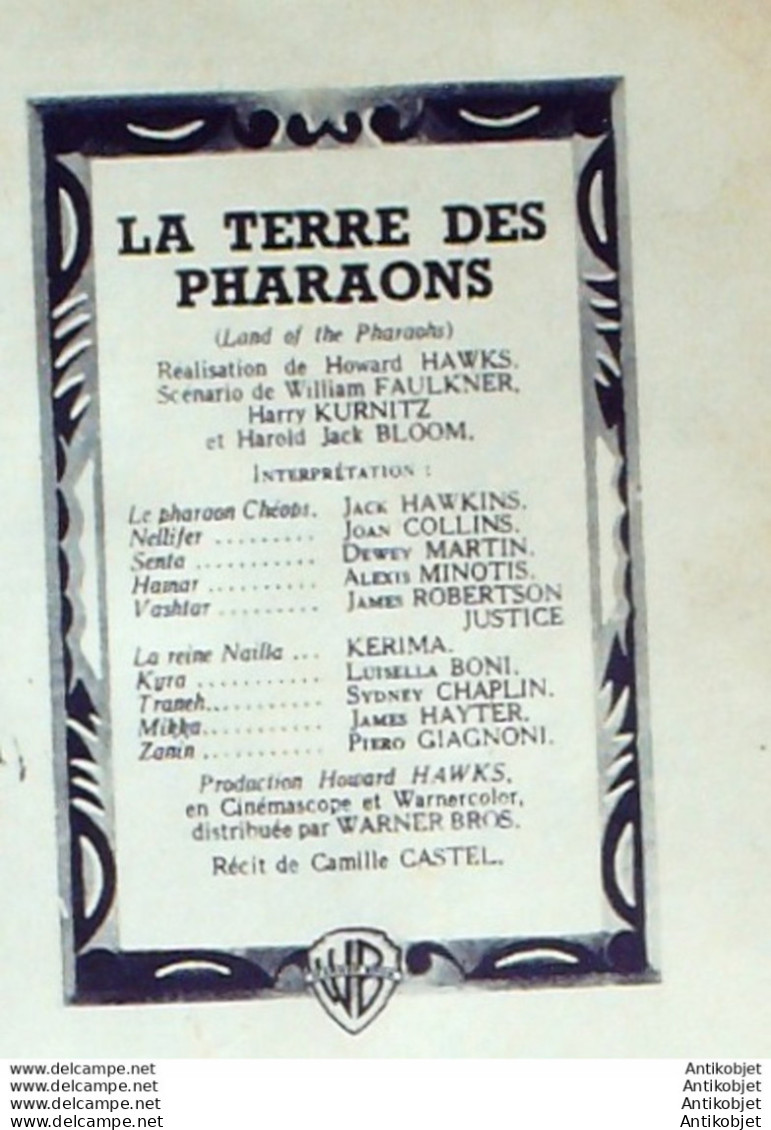 LA TERRE DES
PHARAONS
(Land of the Pharaohs)
Réalisation de Howard HAWKS.
Scénario de William FAULKNER,
Harry KURNITZ
et Harold Jack BLOOM.
INTERPRÉTATION :
Le pharaon Chéops. JACK HAWKINS.
Nellifer ......... JOAN COLLINS.
Senta ........... DEWEY MARTIN.
Hamar .......... ALEXIS MINOTIS.
Vashtar ......... JAMES ROBERTSON
JUSTICE
La reine Nailla ... KERIMA.
Kyra ........... LUISELLA BONI.
Traneh.......... SYDNEY CHAPLIN.
Mikka........... JAMES HAYTER.
Zanin ........... PIERO GIAGNONI.
Production Howard HAWKS,
en Cinémascope et Warnercolor,
distribuée par WARNER BROS.
Récit de Camille CASTEL.
WB
www.delcampe.net Antikobjet
www.delcampe.net Antikobjet
www.delcampe.net Antikobjet
www.delcampe.net Antikobjet